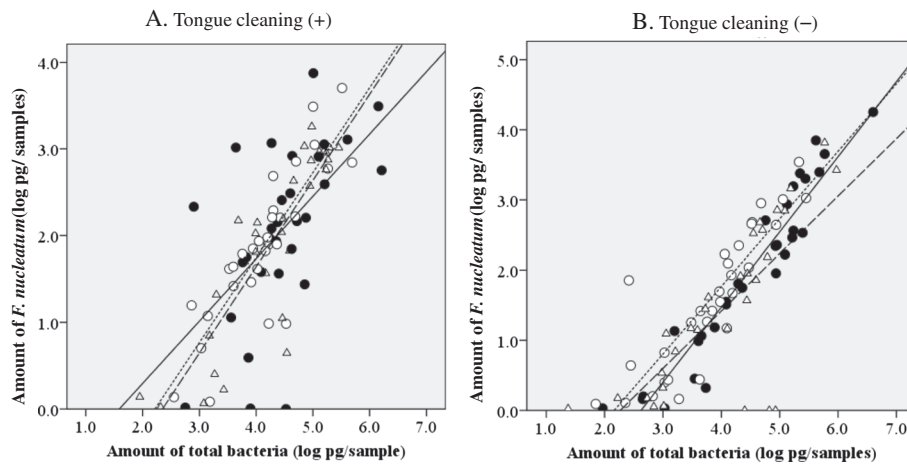 A. Tongue cleaning (+)
4.0
3.0
2.0
1.0
0.0
1.0 2.0 3.0 4.0 5.0 6.0 7.0
Amount of total bacteria (log pg/sample)
Amount of F. nucleatum(log pg/ samples)
B. Tongue cleaning (−)
5.0
4.0
3.0
2.0
1.0
0.0
1.0 2.0 3.0 4.0 5.0 6.0 7.0
Amount of total bacteria (log pg/samples)
Amount of F. nucleatum(log pg/ samples)